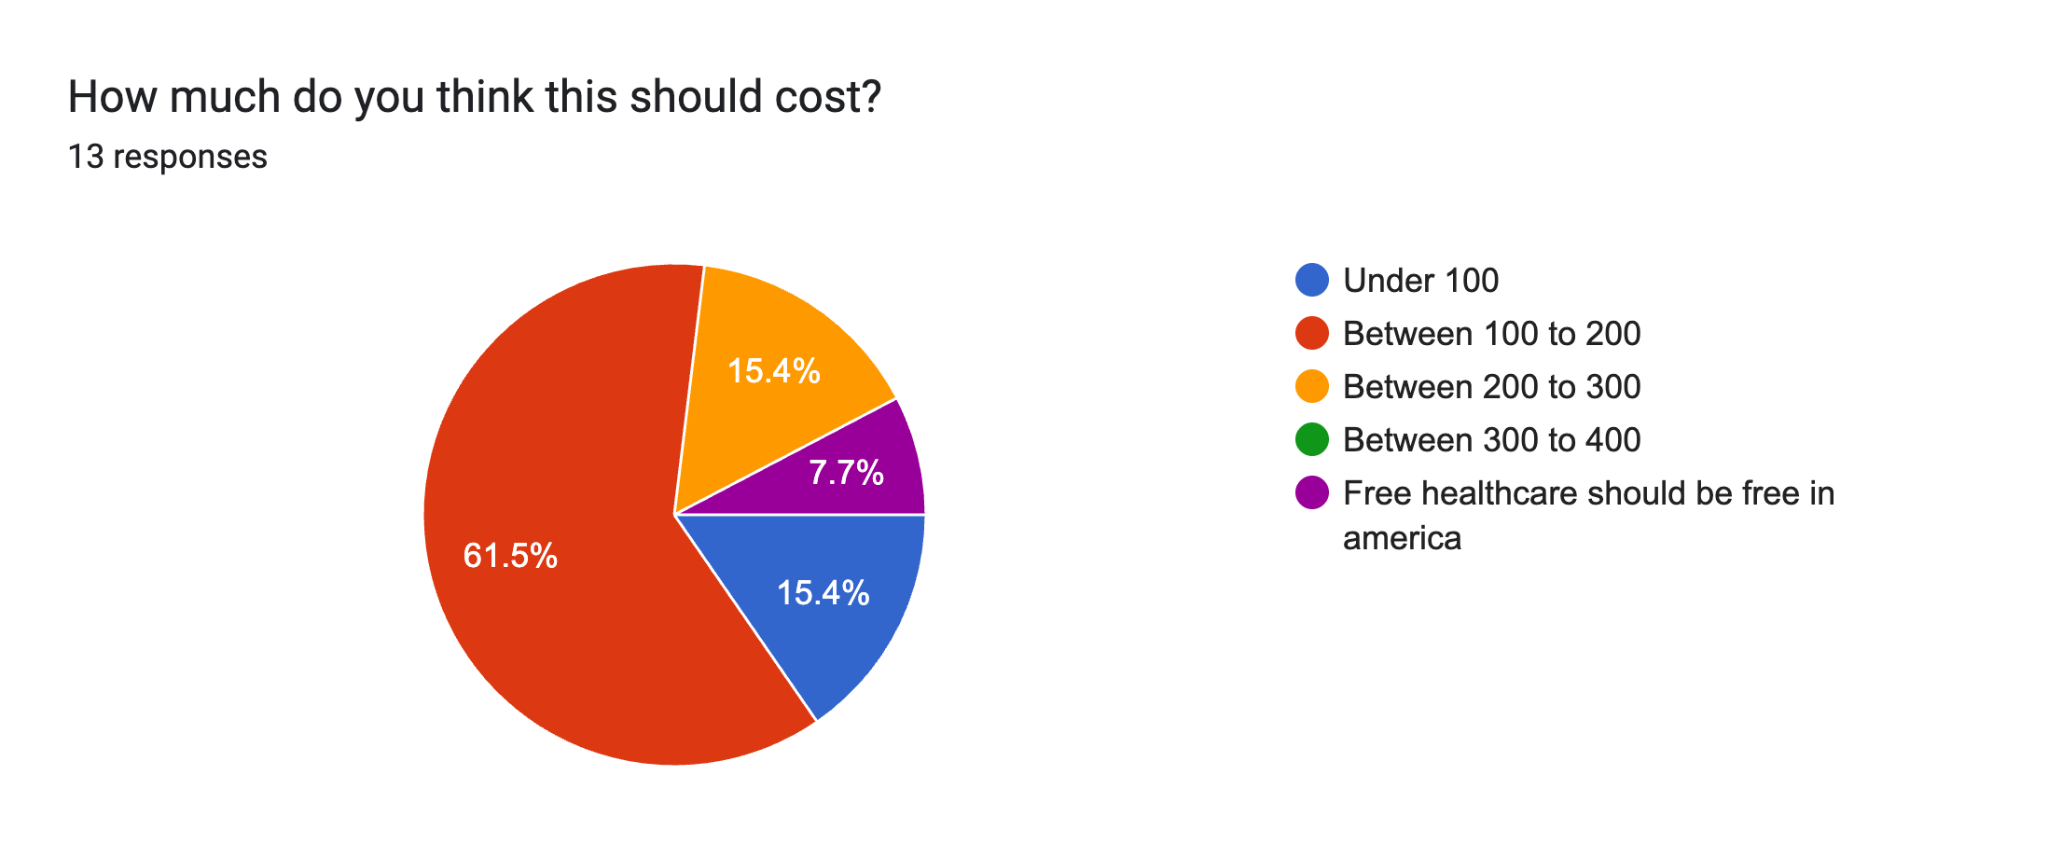 How much do you think this should cost?
13 responses
15.4%
7.7%
61.5%
15.4%
Under 100
Between 100 to 200
Between 200 to 300
Between 300 to 400
Free healthcare should be free in
america